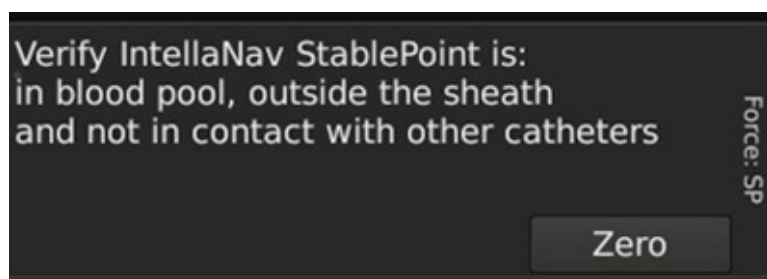 Verify IntellaNav StablePoint is:
in blood pool, outside the sheath
and not in contact with other catheters
Force: SP
Zero